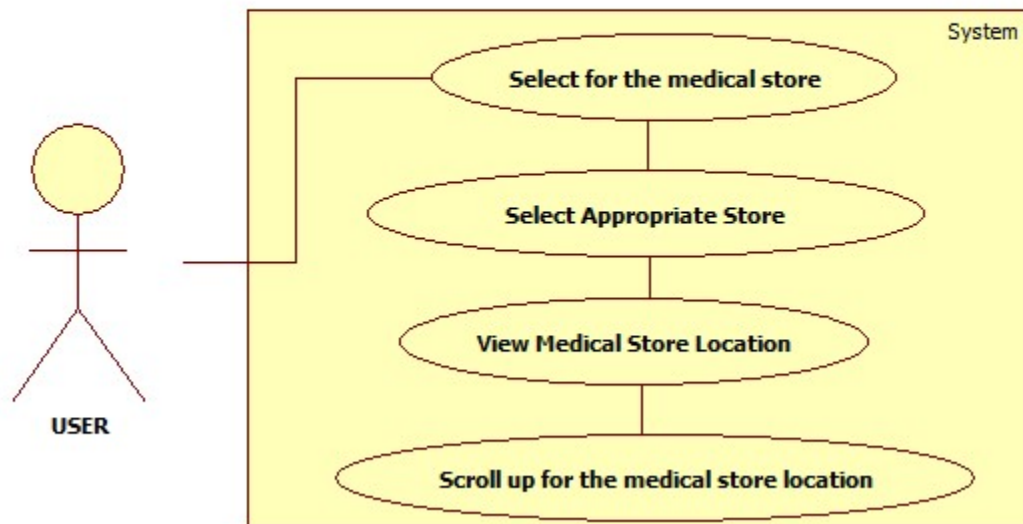 System
Select for the medical store
Select Appropriate Store
View Medical Store Location
USER
Scroll up for the medical store location